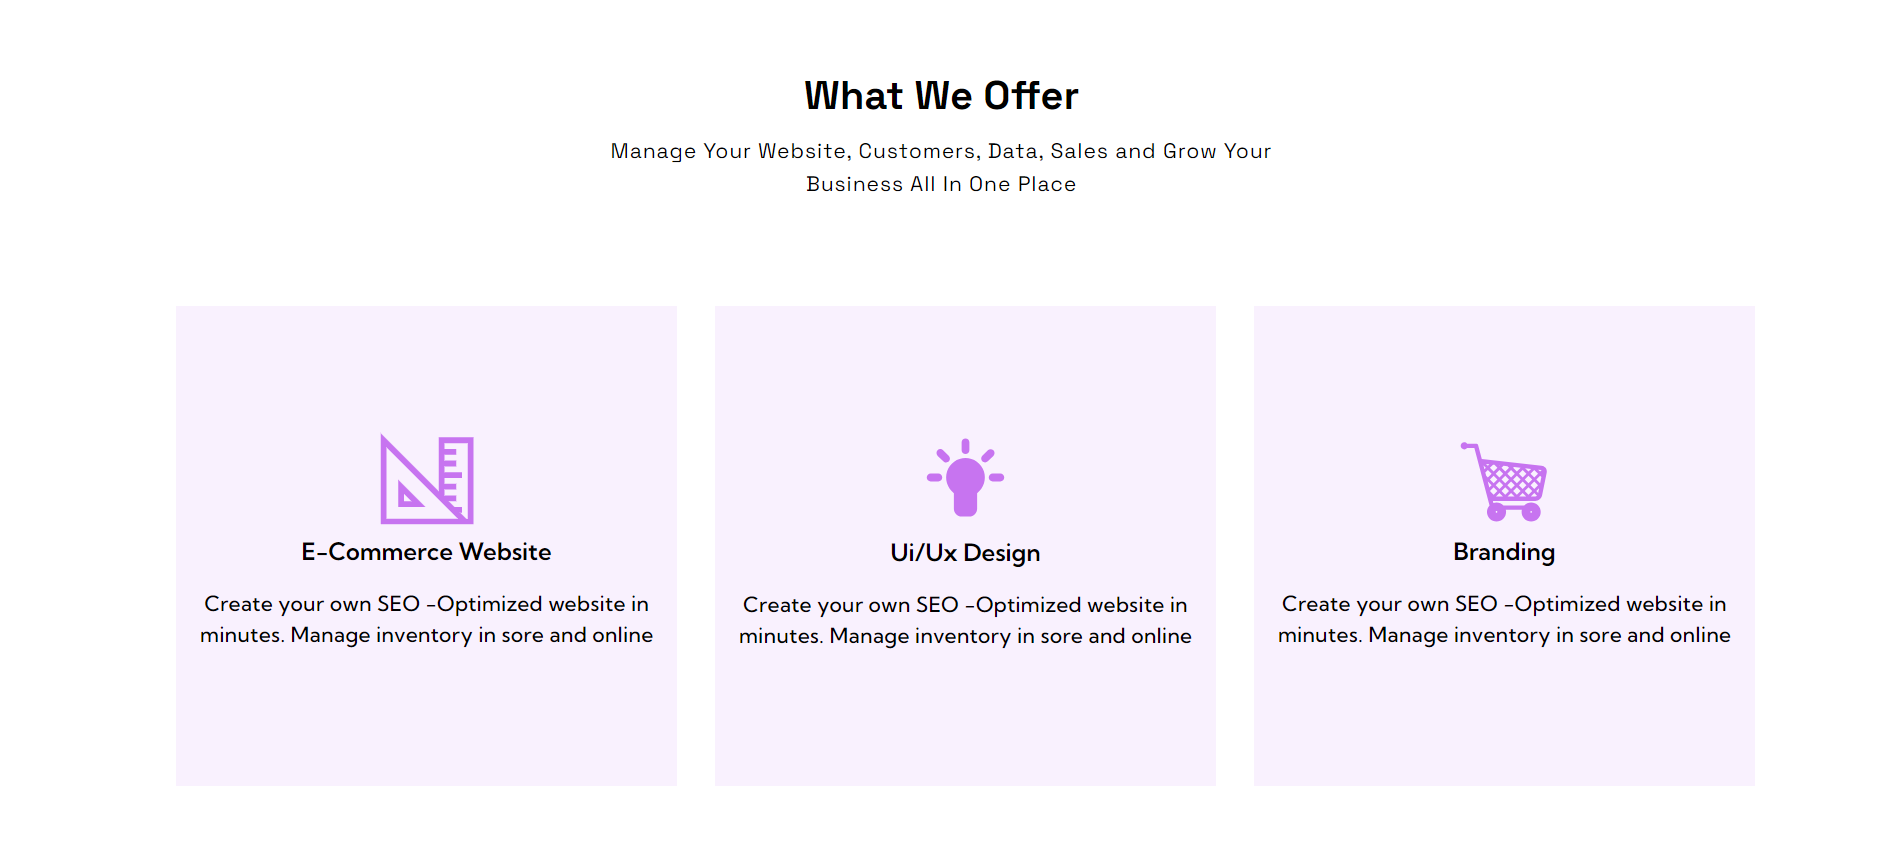 What We Offer
Manage Your Website, Customers, Data, Sales and Grow Your
Business All In One Place
E-Commerce Website
Create your own SEO -Optimized website in
minutes. Manage inventory in sore and online
Ui/Ux Design
Create your own SEO -Optimized website in
minutes. Manage inventory in sore and online
Branding
Create your own SEO -Optimized website in
minutes. Manage inventory in sore and online